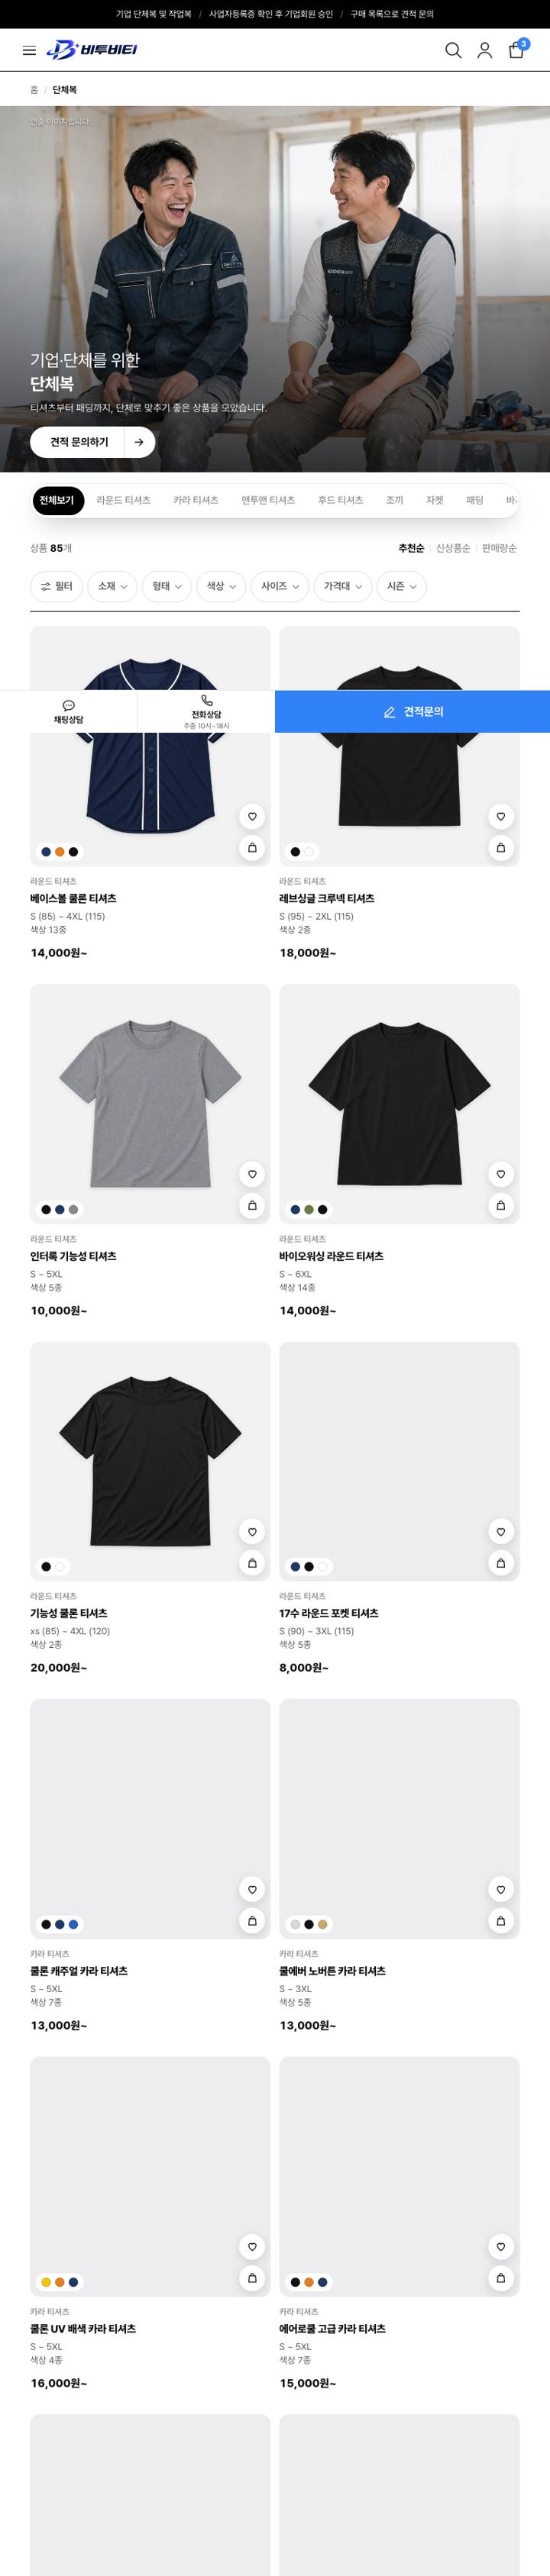 기업 단체복 및 작업복 / 사업자등록증 확인 후 기업회원 승인 / 구매 목록으로 견적 문의
비투비티
3
홈 / 단체복
연출 이미지입니다.
기업·단체를 위한
단체복
티셔츠부터 패딩까지, 단체로 맞추기 좋은 상품을 모았습니다.
견적 문의하기 →
전체보기 라운드 티셔츠 카라 티셔츠 맨투맨 티셔츠 후드 티셔츠 조끼 자켓 패딩
상품 85개 추천순 신상품순 판매량순
필터 소재 형태 색상 사이즈 가격대 시즌
채팅상담 전화상담 견적문의
주중 10시~18시
라운드 티셔츠 라운드 티셔츠
베이스볼 쿨론 티셔츠 레브싱글 크루넥 티셔츠
S (85) ~ 4XL (115) S (95) ~ 2XL (115)
색상 13종 색상 2종
14,000원~ 18,000원~
라운드 티셔츠 라운드 티셔츠
인터록 기능성 티셔츠 바이오워싱 라운드 티셔츠
S ~ 5XL S ~ 6XL
색상 5종 색상 14종
10,000원~ 14,000원~
라운드 티셔츠 라운드 티셔츠
기능성 쿨론 티셔츠 17수 라운드 포켓 티셔츠
xs (85) ~ 4XL (120) S (90) ~ 3XL (115)
색상 2종 색상 5종
20,000원~ 8,000원~
카라 티셔츠 카라 티셔츠
쿨론 캐주얼 카라 티셔츠 쿨에버 노버튼 카라 티셔츠
S ~ 5XL S ~ 3XL
색상 7종 색상 5종
13,000원~ 13,000원~
카라 티셔츠 카라 티셔츠
쿨론 UV 배색 카라 티셔츠 에어로쿨 고급 카라 티셔츠
S ~ 5XL S ~ 5XL
색상 4종 색상 7종
16,000원~ 15,000원~